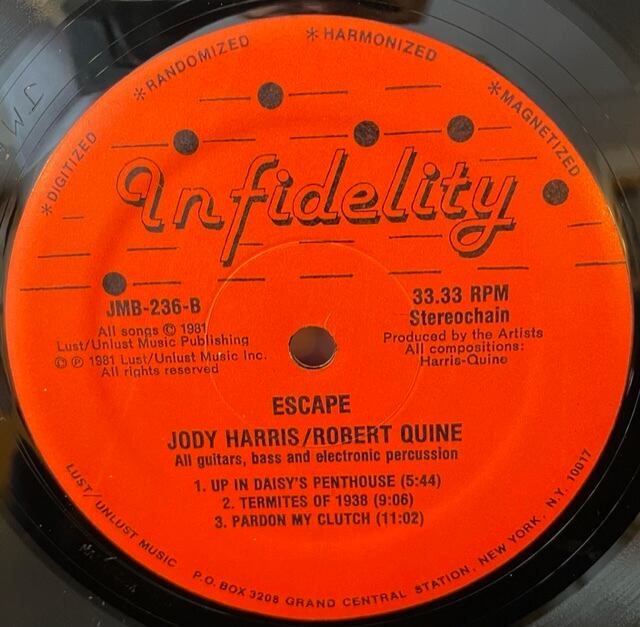 *DIGITIZED *RANDOMIZED *HARMONIZED *MAGNETIZED
Infidelity
JMB-236-B
All songs © 1981
Lust/Unlust Music Publishing
© ℗ 1981 Lust/Unlust Music Inc.
All rights reserved
33.33 RPM
Stereochain
Produced by the Artists
All compositions:
Harris-Quine
ESCAPE
JODY HARRIS/ROBERT QUINE
All guitars, bass and electronic percussion
1. UP IN DAISY'S PENTHOUSE (5:44)
2. TERMITES OF 1938 (9:06)
3. PARDON MY CLUTCH (11:02)
LUST/UNLUST MUSIC P.O. BOX 3208 GRAND CENTRAL STATION, NEW YORK, N.Y. 10017